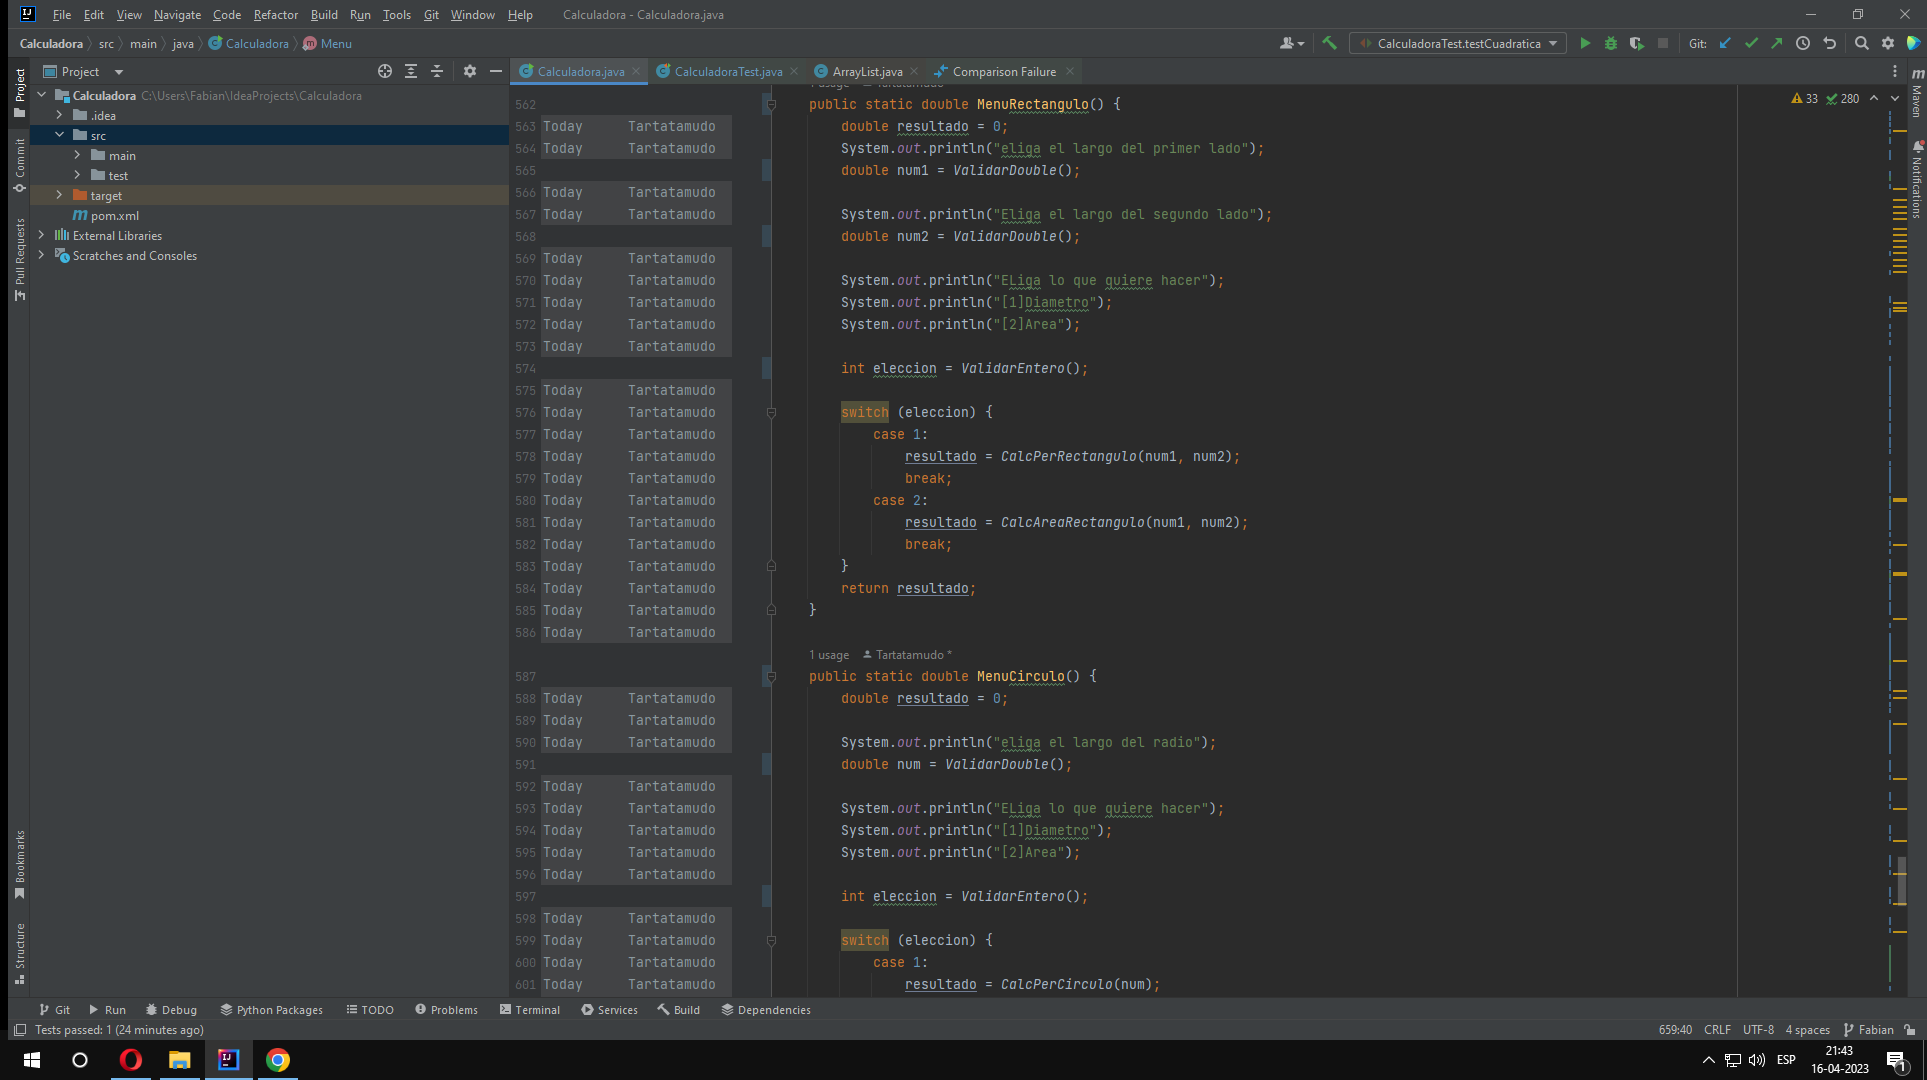 File Edit View Navigate Code Refactor Build Run Tools Git Window Help Calculadora - Calculadora.java
Calculadora src main java Calculadora Menu CalculadoraTest.testCuadratica Git:
Project Calculadora.java CalculadoraTest.java ArrayList.java Comparison Failure
Calculadora C:\Users\Fabian\IdeaProjects\Calculadora
.idea
src
main
test
target
pom.xml
External Libraries
Scratches and Consoles
Project
Commit
Pull Requests
Bookmarks
Structure
33 280
Maven
Notifications
562 public static double MenuRectangulo() {
563 Today Tartatamudo double resultado = 0;
564 Today Tartatamudo System.out.println("eliga el largo del primer lado");
565 double num1 = ValidarDouble();
566 Today Tartatamudo
567 Today Tartatamudo System.out.println("Eliga el largo del segundo lado");
568 double num2 = ValidarDouble();
569 Today Tartatamudo
570 Today Tartatamudo System.out.println("ELiga lo que quiere hacer");
571 Today Tartatamudo System.out.println("[1]Diametro");
572 Today Tartatamudo System.out.println("[2]Area");
573 Today Tartatamudo
574 int eleccion = ValidarEntero();
575 Today Tartatamudo
576 Today Tartatamudo switch (eleccion) {
577 Today Tartatamudo case 1:
578 Today Tartatamudo resultado = CalcPerRectangulo(num1, num2);
579 Today Tartatamudo break;
580 Today Tartatamudo case 2:
581 Today Tartatamudo resultado = CalcAreaRectangulo(num1, num2);
582 Today Tartatamudo break;
583 Today Tartatamudo }
584 Today Tartatamudo return resultado;
585 Today Tartatamudo }
586 Today Tartatamudo
1 usage Tartatamudo *
587 public static double MenuCirculo() {
588 Today Tartatamudo double resultado = 0;
589 Today Tartatamudo
590 Today Tartatamudo System.out.println("eliga el largo del radio");
591 double num = ValidarDouble();
592 Today Tartatamudo
593 Today Tartatamudo System.out.println("ELiga lo que quiere hacer");
594 Today Tartatamudo System.out.println("[1]Diametro");
595 Today Tartatamudo System.out.println("[2]Area");
596 Today Tartatamudo
597 int eleccion = ValidarEntero();
598 Today Tartatamudo
599 Today Tartatamudo switch (eleccion) {
600 Today Tartatamudo case 1:
601 Today Tartatamudo resultado = CalcPerCirculo(num);
Git Run Debug Python Packages TODO Problems Terminal Services Build Dependencies
Tests passed: 1 (24 minutes ago) 659:40 CRLF UTF-8 4 spaces Fabian
ESP 21:43
16-04-2023 1